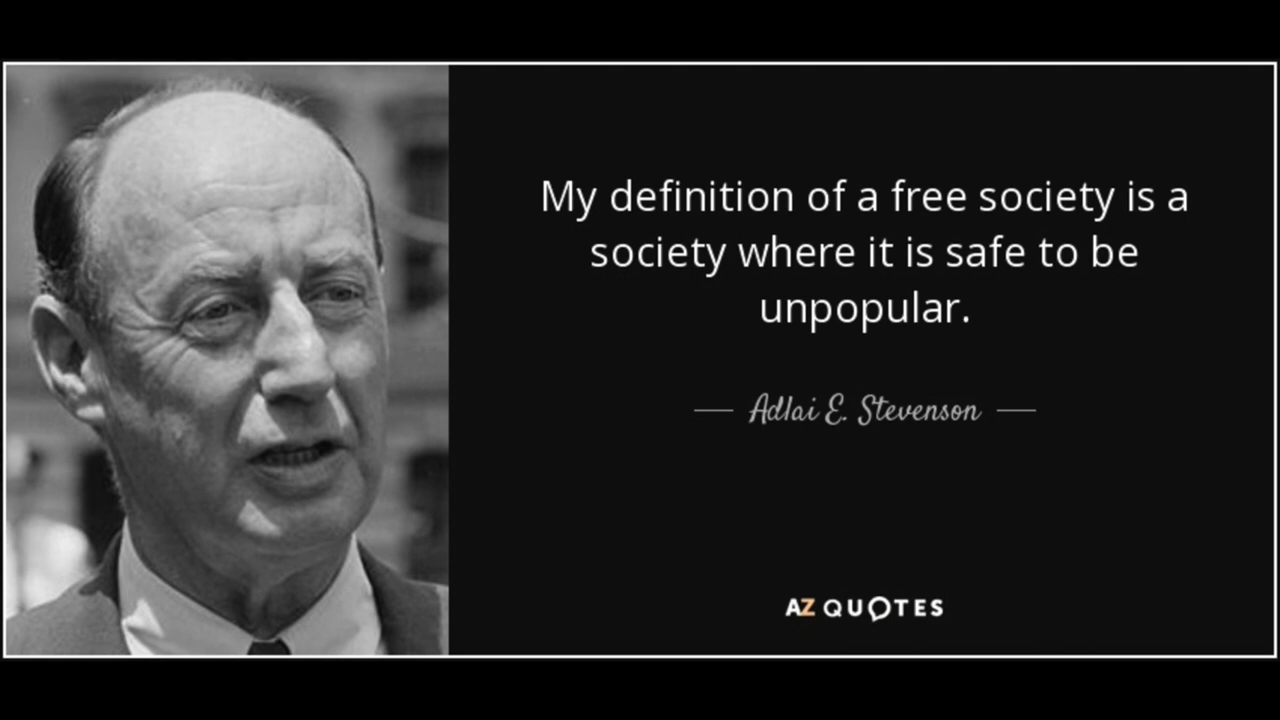 My definition of a free society is a
society where it is safe to be
unpopular.
Adlai E. Stevenson
AZ QUOTES